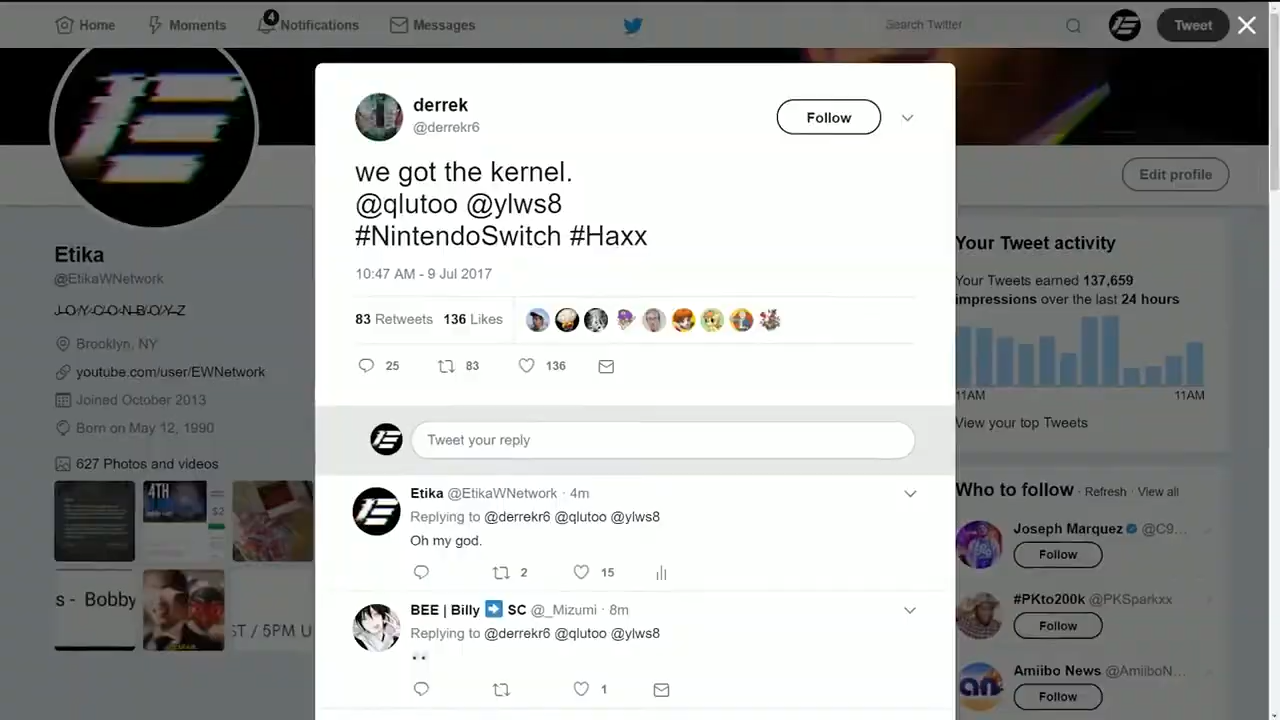 Home
Moments
4
Notifications
Messages
Search Twitter
Tweet
derrek
@derrekr6
Follow
we got the kernel.
@qlutoo @ylws8
#NintendoSwitch #Haxx
10:47 AM - 9 Jul 2017
83 Retweets 136 Likes
25 83 136
Tweet your reply
Etika @EtikaWNetwork · 4m
Replying to @derrekr6 @qlutoo @ylws8
Oh my god.
2 15
BEE | Billy ➡ SC @_Mizumi · 8m
Replying to @derrekr6 @qlutoo @ylws8
1
Etika
@EtikaWNetwork
J-O-Y-C-O-N-B-O-Y-Z
Brooklyn, NY
youtube.com/user/EWNetwork
Joined October 2013
Born on May 12, 1990
627 Photos and videos
4TH
$2
s - Bobby
ST / 5PM U
Edit profile
Your Tweet activity
Your Tweets earned 137,659
impressions over the last 24 hours
11AM 11AM
View your top Tweets
Who to follow · Refresh · View all
Joseph Marquez @C9...
Follow
#PKto200k @PKSparkxx
Follow
Amiibo News @AmiiboN...
Follow
an